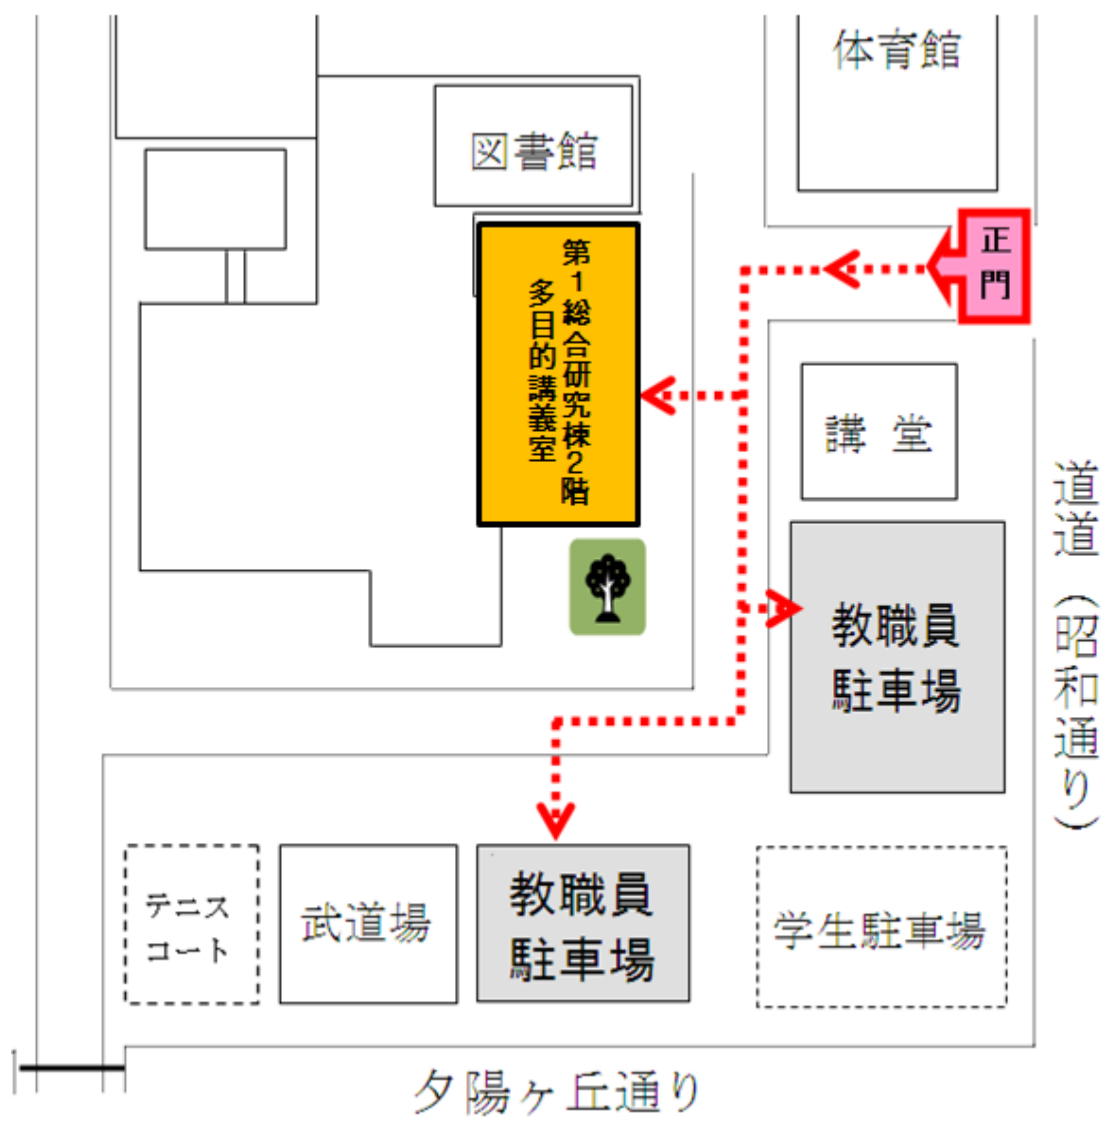 体育館
図書館
正門
第1総合研究棟2階
多目的講義室
講 堂
道道（昭和通り）
教職員
駐車場
テニス
コート
武道場
教職員
駐車場
学生駐車場
夕陽ヶ丘通り